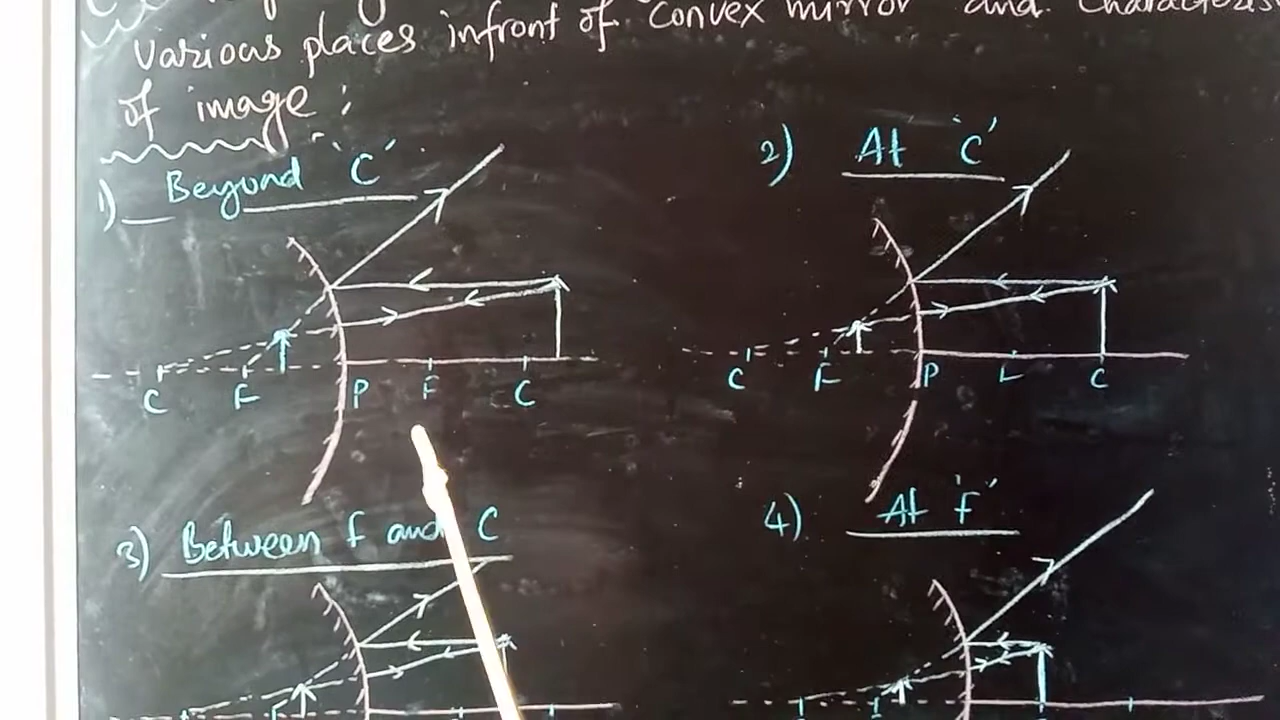 various places infront of Convex mirror and
of image :
1) Beyond 'C'
2) At 'C'
C F P F C
C F P F C
3) Between f and C
4) At 'f'